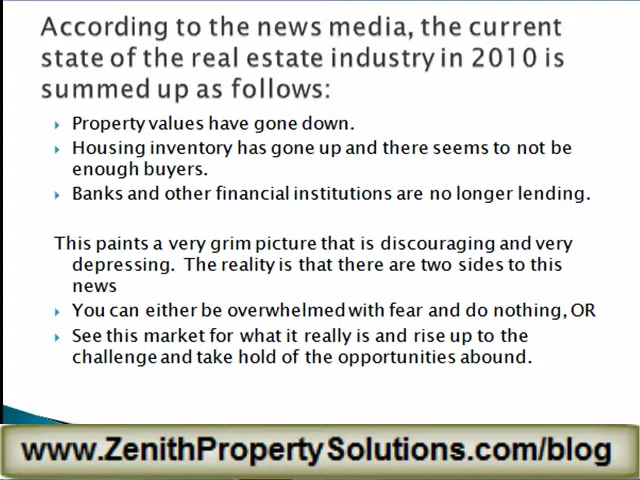 According to the news media, the current
state of the real estate industry in 2010 is
summed up as follows:
Property values have gone down.
Housing inventory has gone up and there seems to not be
enough buyers.
Banks and other financial institutions are no longer lending.
This paints a very grim picture that is discouraging and very
depressing. The reality is that there are two sides to this
news
You can either be overwhelmed with fear and do nothing, OR
See this market for what it really is and rise up to the
challenge and take hold of the opportunities abound.
www.ZenithPropertySolutions.com/blog